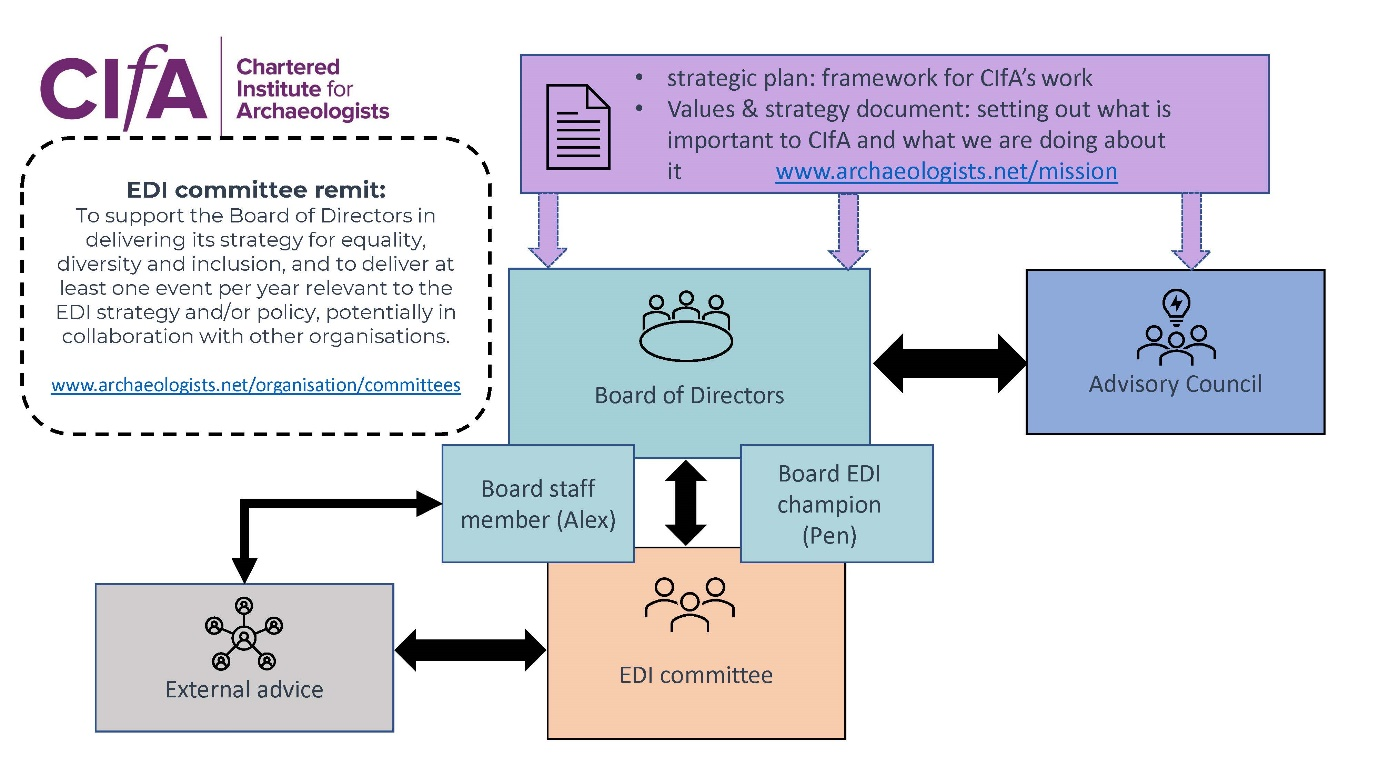 CIfA
Chartered
Institute for
Archaeologists
• strategic plan: framework for CIfA’s work
• Values & strategy document: setting out what is
important to CIfA and what we are doing about
it www.archaeologists.net/mission
EDI committee remit:
To support the Board of Directors in
delivering its strategy for equality,
diversity and inclusion, and to deliver at
least one event per year relevant to the
EDI strategy and/or policy, potentially in
collaboration with other organisations.
www.archaeologists.net/organisation/committees
Board of Directors
Advisory Council
Board staff
member (Alex)
Board EDI
champion
(Pen)
External advice
EDI committee